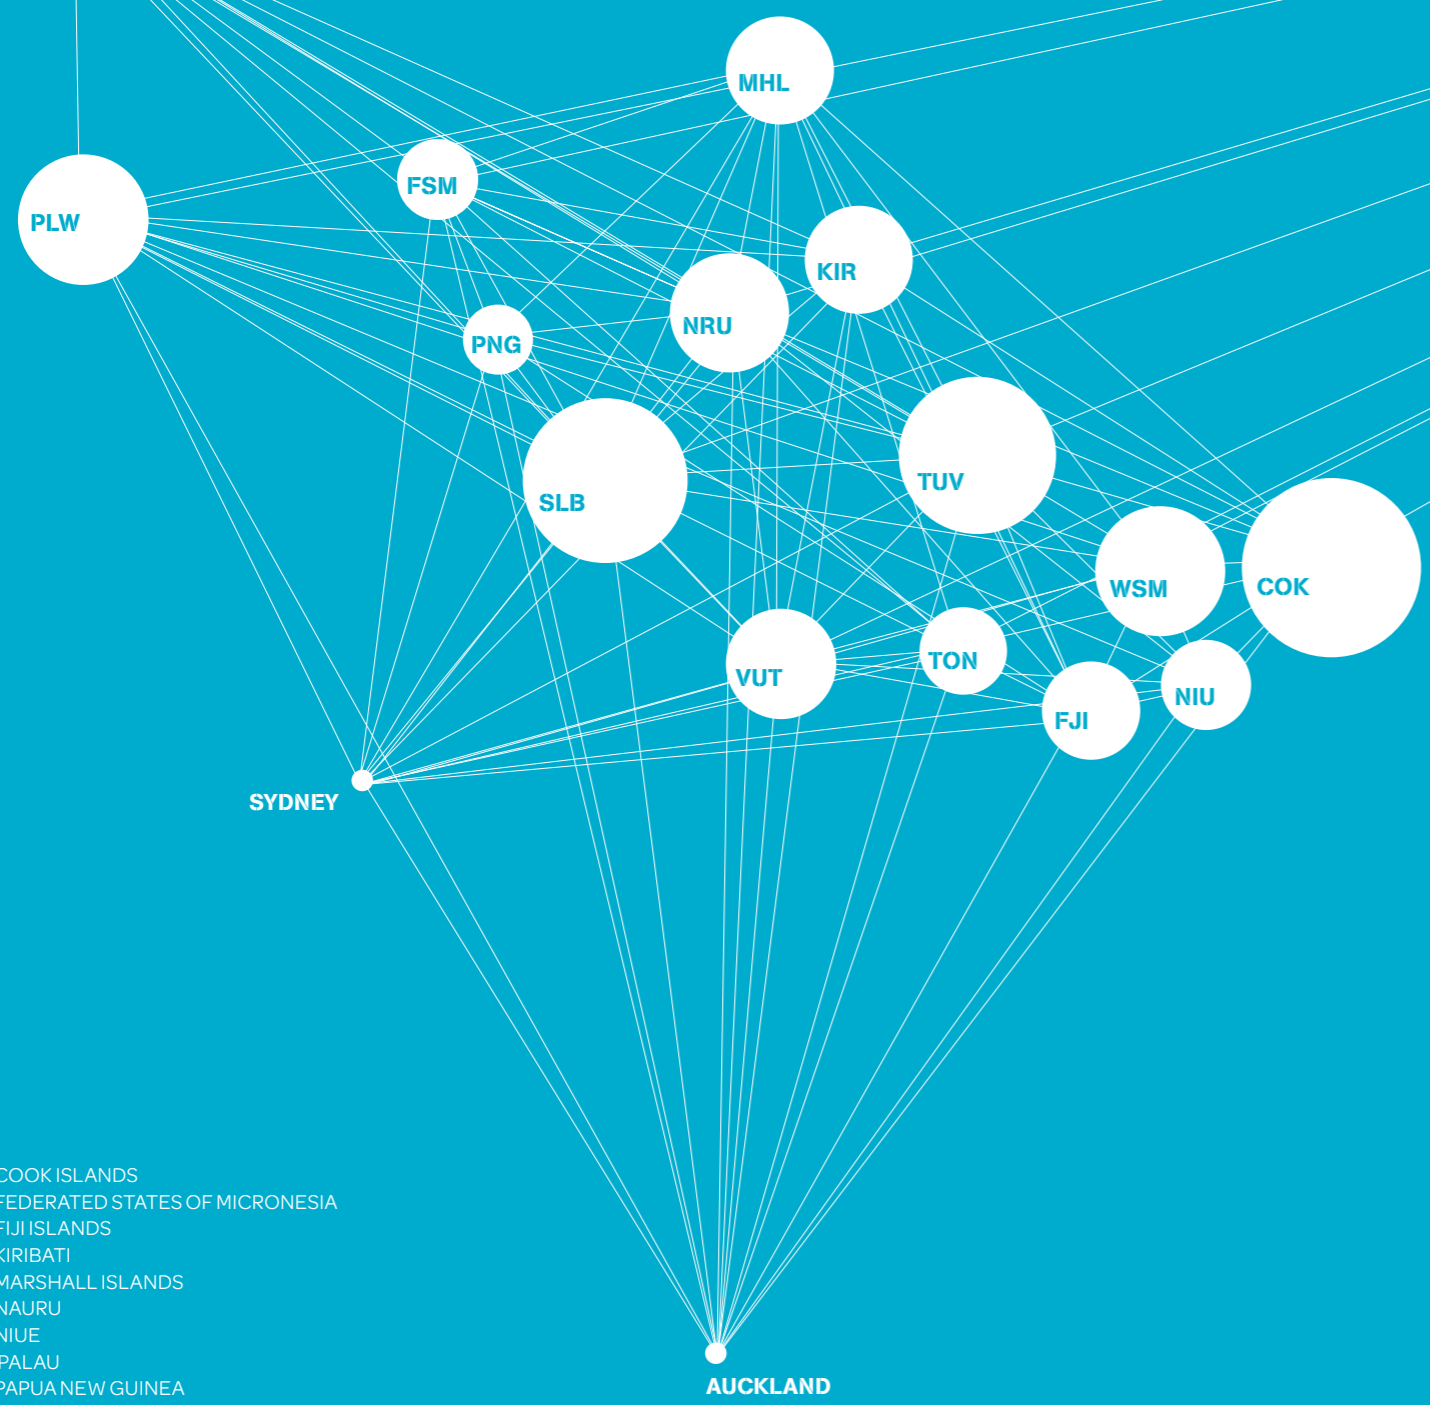 MHL
FSM
PLW
KIR
NRU
PNG
TUV
SLB
WSM
COK
TON
VUT
NIU
FJI
SYDNEY
COOK ISLANDS
FEDERATED STATES OF MICRONESIA
FIJI ISLANDS
KIRIBATI
MARSHALL ISLANDS
NAURU
NIUE
PALAU
AUCKLAND
PAPUA NEW GUINEA